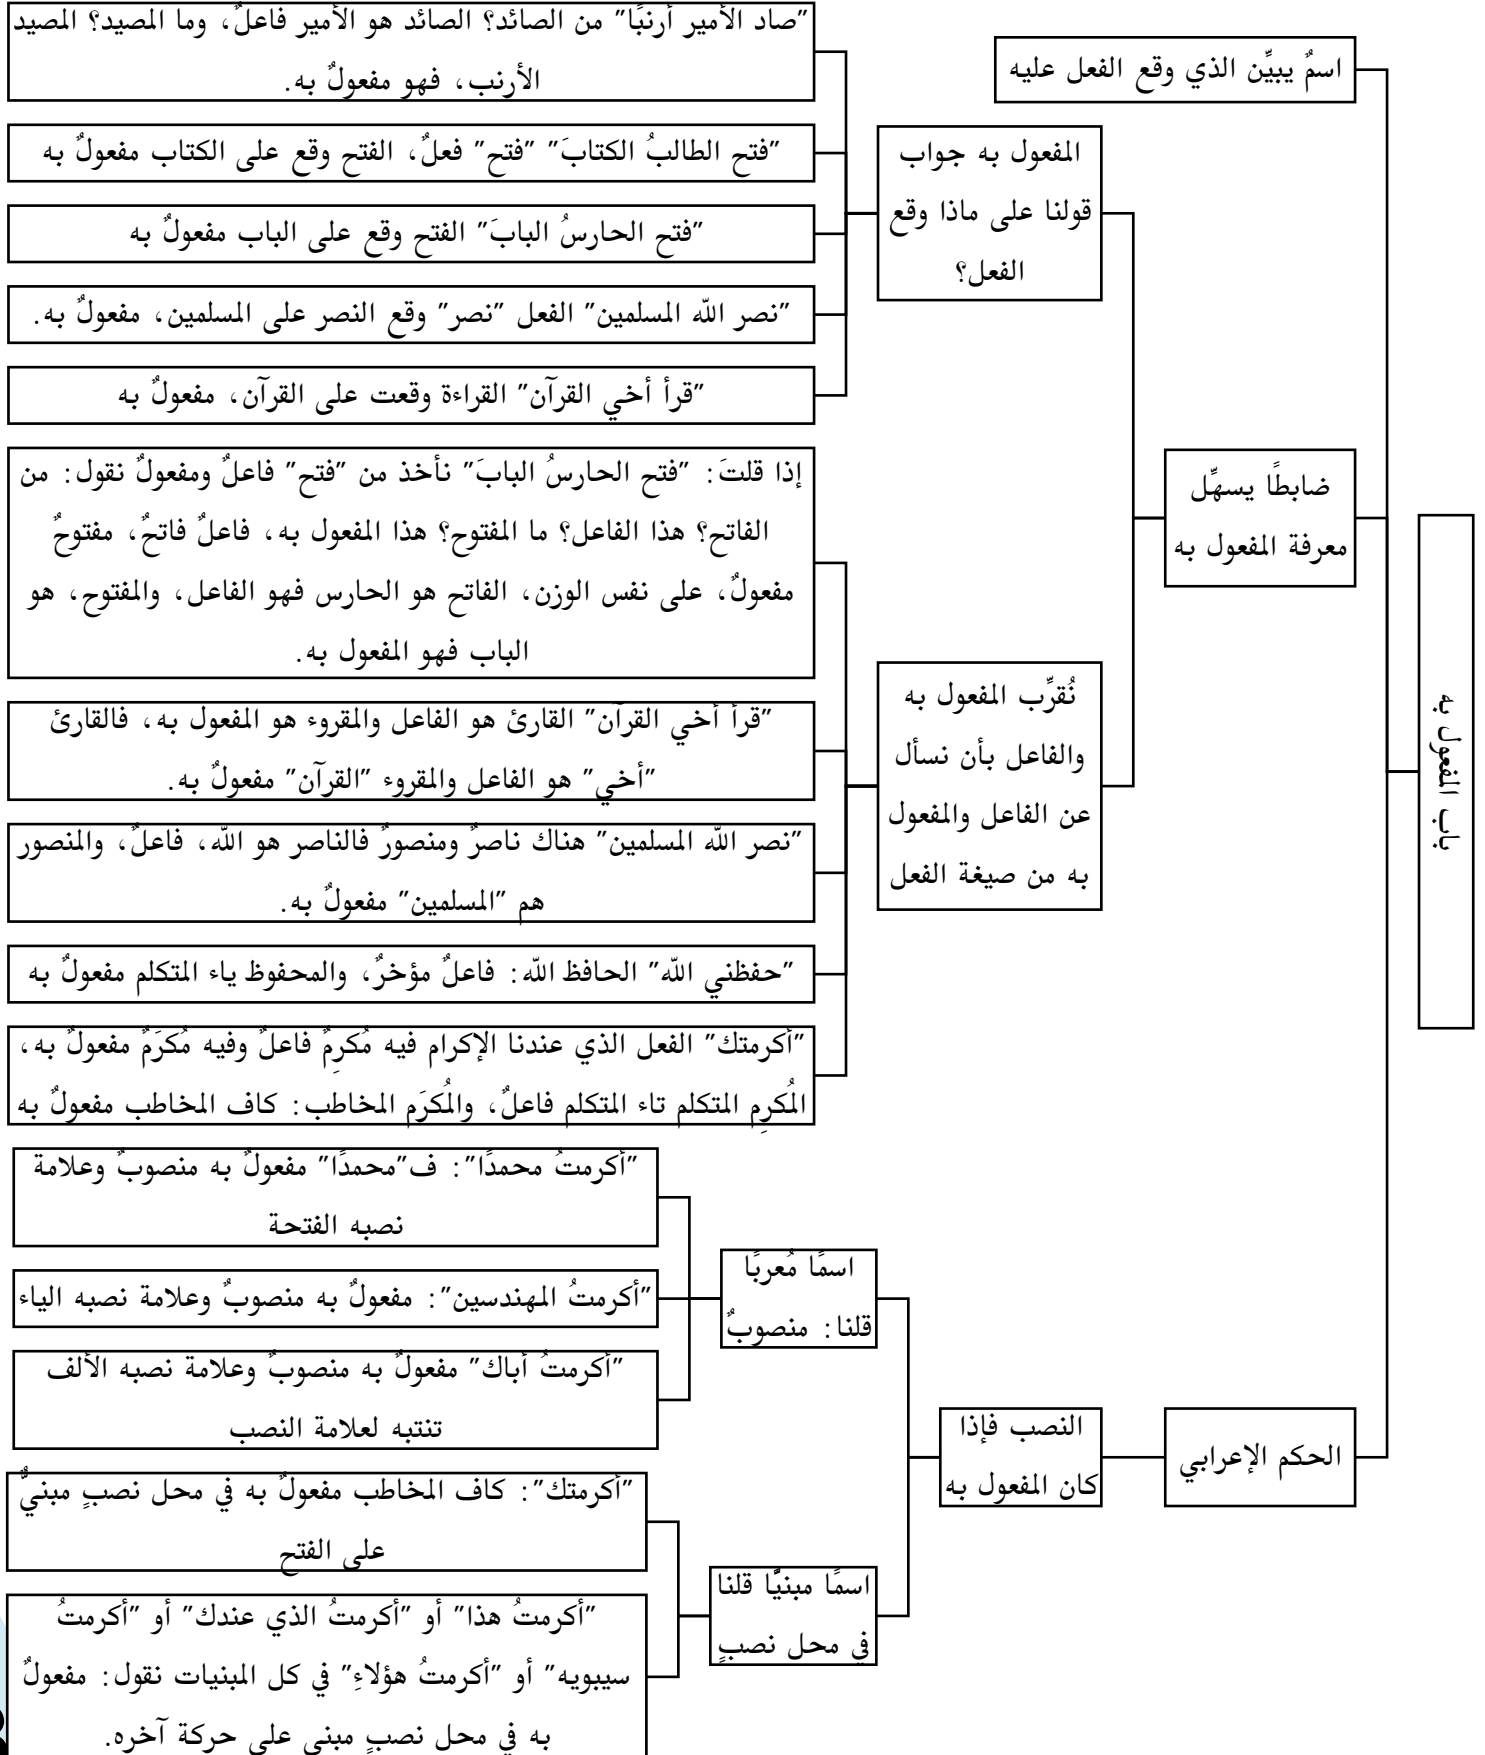 باب المفعول به
اسمٌ يبيِّن الذي وقع الفعل عليه
ضابطًا يسهِّل
معرفة المفعول به
المفعول به جواب
قولنا على ماذا وقع
الفعل؟
"صاد الأمير أرنبًا" من الصائد؟ الصائد هو الأمير فاعلٌ، وما المصيد؟ المصيد
الأرنب، فهو مفعولٌ به.
"فتح الطالبُ الكتابَ" "فتح" فعلٌ، الفتح وقع على الكتاب مفعولٌ به
"فتح الحارسُ البابَ" الفتح وقع على الباب مفعولٌ به
"نصر الله المسلمين" الفعل "نصر" وقع النصر على المسلمين، مفعولٌ به.
"قرأ أخي القرآن" القراءة وقعت على القرآن، مفعولٌ به
نُقرِّب المفعول به
والفاعل بأن نسأل
عن الفاعل والمفعول
به من صيغة الفعل
إذا قلتَ: "فتح الحارسُ البابَ" نأخذ من "فتح" فاعلٌ ومفعولٌ نقول: من
الفاتح؟ هذا الفاعل؟ ما المفتوح؟ هذا المفعول به، فاعلٌ فاتحٌ، مفتوحٌ
مفعولٌ، على نفس الوزن، الفاتح هو الحارس فهو الفاعل، والمفتوح، هو
الباب فهو المفعول به.
"قرأ أخي القرآن" القارئ هو الفاعل والمقروء هو المفعول به، فالقارئ
"أخي" هو الفاعل والمقروء "القرآن" مفعولٌ به.
"نصر الله المسلمين" هناك ناصرٌ ومنصورٌ فالناصر هو الله، فاعلٌ، والمنصور
هم "المسلمين" مفعولٌ به.
"حفظني الله" الحافظ الله: فاعلٌ مؤخرٌ، والمحفوظ ياء المتكلم مفعولٌ به
"أكرمتك" الفعل الذي عندنا الإكرام فيه مُكرِمٌ فاعلٌ وفيه مُكرَمٌ مفعولٌ به،
المُكرِم المتكلم تاء المتكلم فاعلٌ، والمُكرَم المخاطب: كاف المخاطب مفعولٌ به
الحكم الإعرابي
النصب فإذا
كان المفعول به
اسمًا مُعربًا
قلنا: منصوبٌ
"أكرمتُ محمدًا": ف"محمدًا" مفعولٌ به منصوبٌ وعلامة
نصبه الفتحة
"أكرمتُ المهندسين": مفعولٌ به منصوبٌ وعلامة نصبه الياء
"أكرمتُ أباك" مفعولٌ به منصوبٌ وعلامة نصبه الألف
تنتبه لعلامة النصب
اسمًا مبنيًّا قلنا
في محل نصبٍ
"أكرمتك": كاف المخاطب مفعولٌ به في محل نصبٍ مبنيٌّ
على الفتح
"أكرمتُ هذا" أو "أكرمتُ الذي عندك" أو "أكرمتُ
سيبويه" أو "أكرمتُ هؤلاءِ" في كل المبنيات نقول: مفعولٌ
به في محل نصبٍ مبني على حركة آخره.